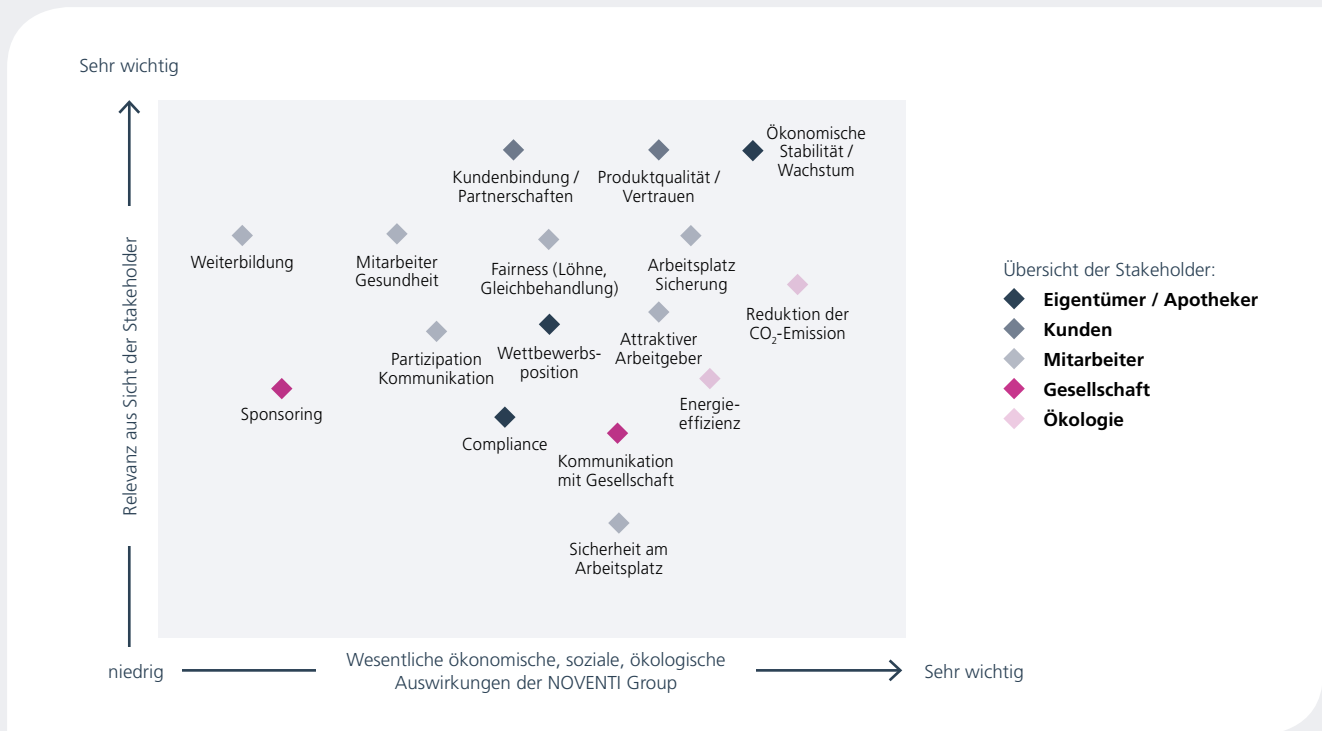 Sehr wichtig
Relevanz aus Sicht der Stakeholder
Ökonomische
Stabilität /
Wachstum
Kundenbindung /
Partnerschaften
Produktqualität /
Vertrauen
Weiterbildung
Mitarbeiter
Gesundheit
Fairness (Löhne,
Gleichbehandlung)
Arbeitsplatz
Sicherung
Reduktion der
CO₂-Emission
Partizipation
Kommunikation
Wettbewerbs-
position
Attraktiver
Arbeitgeber
Energie-
effizienz
Sponsoring
Compliance
Kommunikation
mit Gesellschaft
Sicherheit am
Arbeitsplatz
niedrig
Wesentliche ökonomische, soziale, ökologische
Auswirkungen der NOVENTI Group
Sehr wichtig
Übersicht der Stakeholder:
Eigentümer / Apotheker
Kunden
Mitarbeiter
Gesellschaft
Ökologie